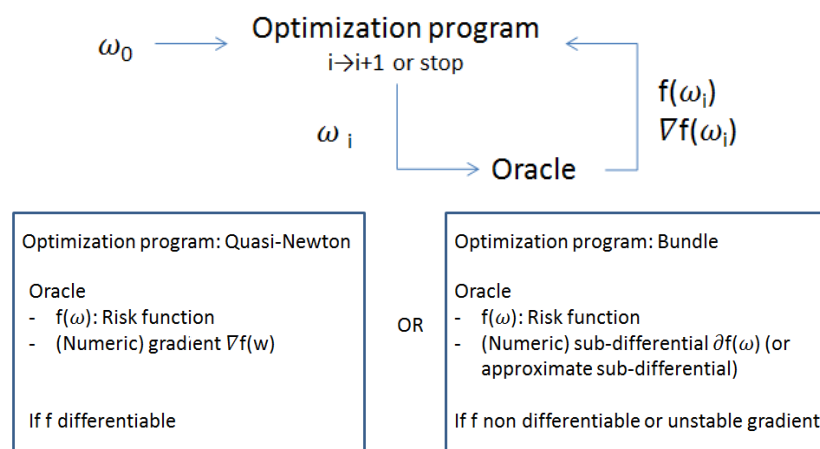 ω₀
Optimization program
i→i+1 or stop
f(ωᵢ)
∇f(ωᵢ)
ω ᵢ
Oracle
Optimization program: Quasi-Newton
Oracle
- f(ω): Risk function
- (Numeric) gradient ∇f(w)
If f differentiable
OR
Optimization program: Bundle
Oracle
- f(ω): Risk function
- (Numeric) sub-differential ∂f(ω) (or
approximate sub-differential)
If f non differentiable or unstable gradient